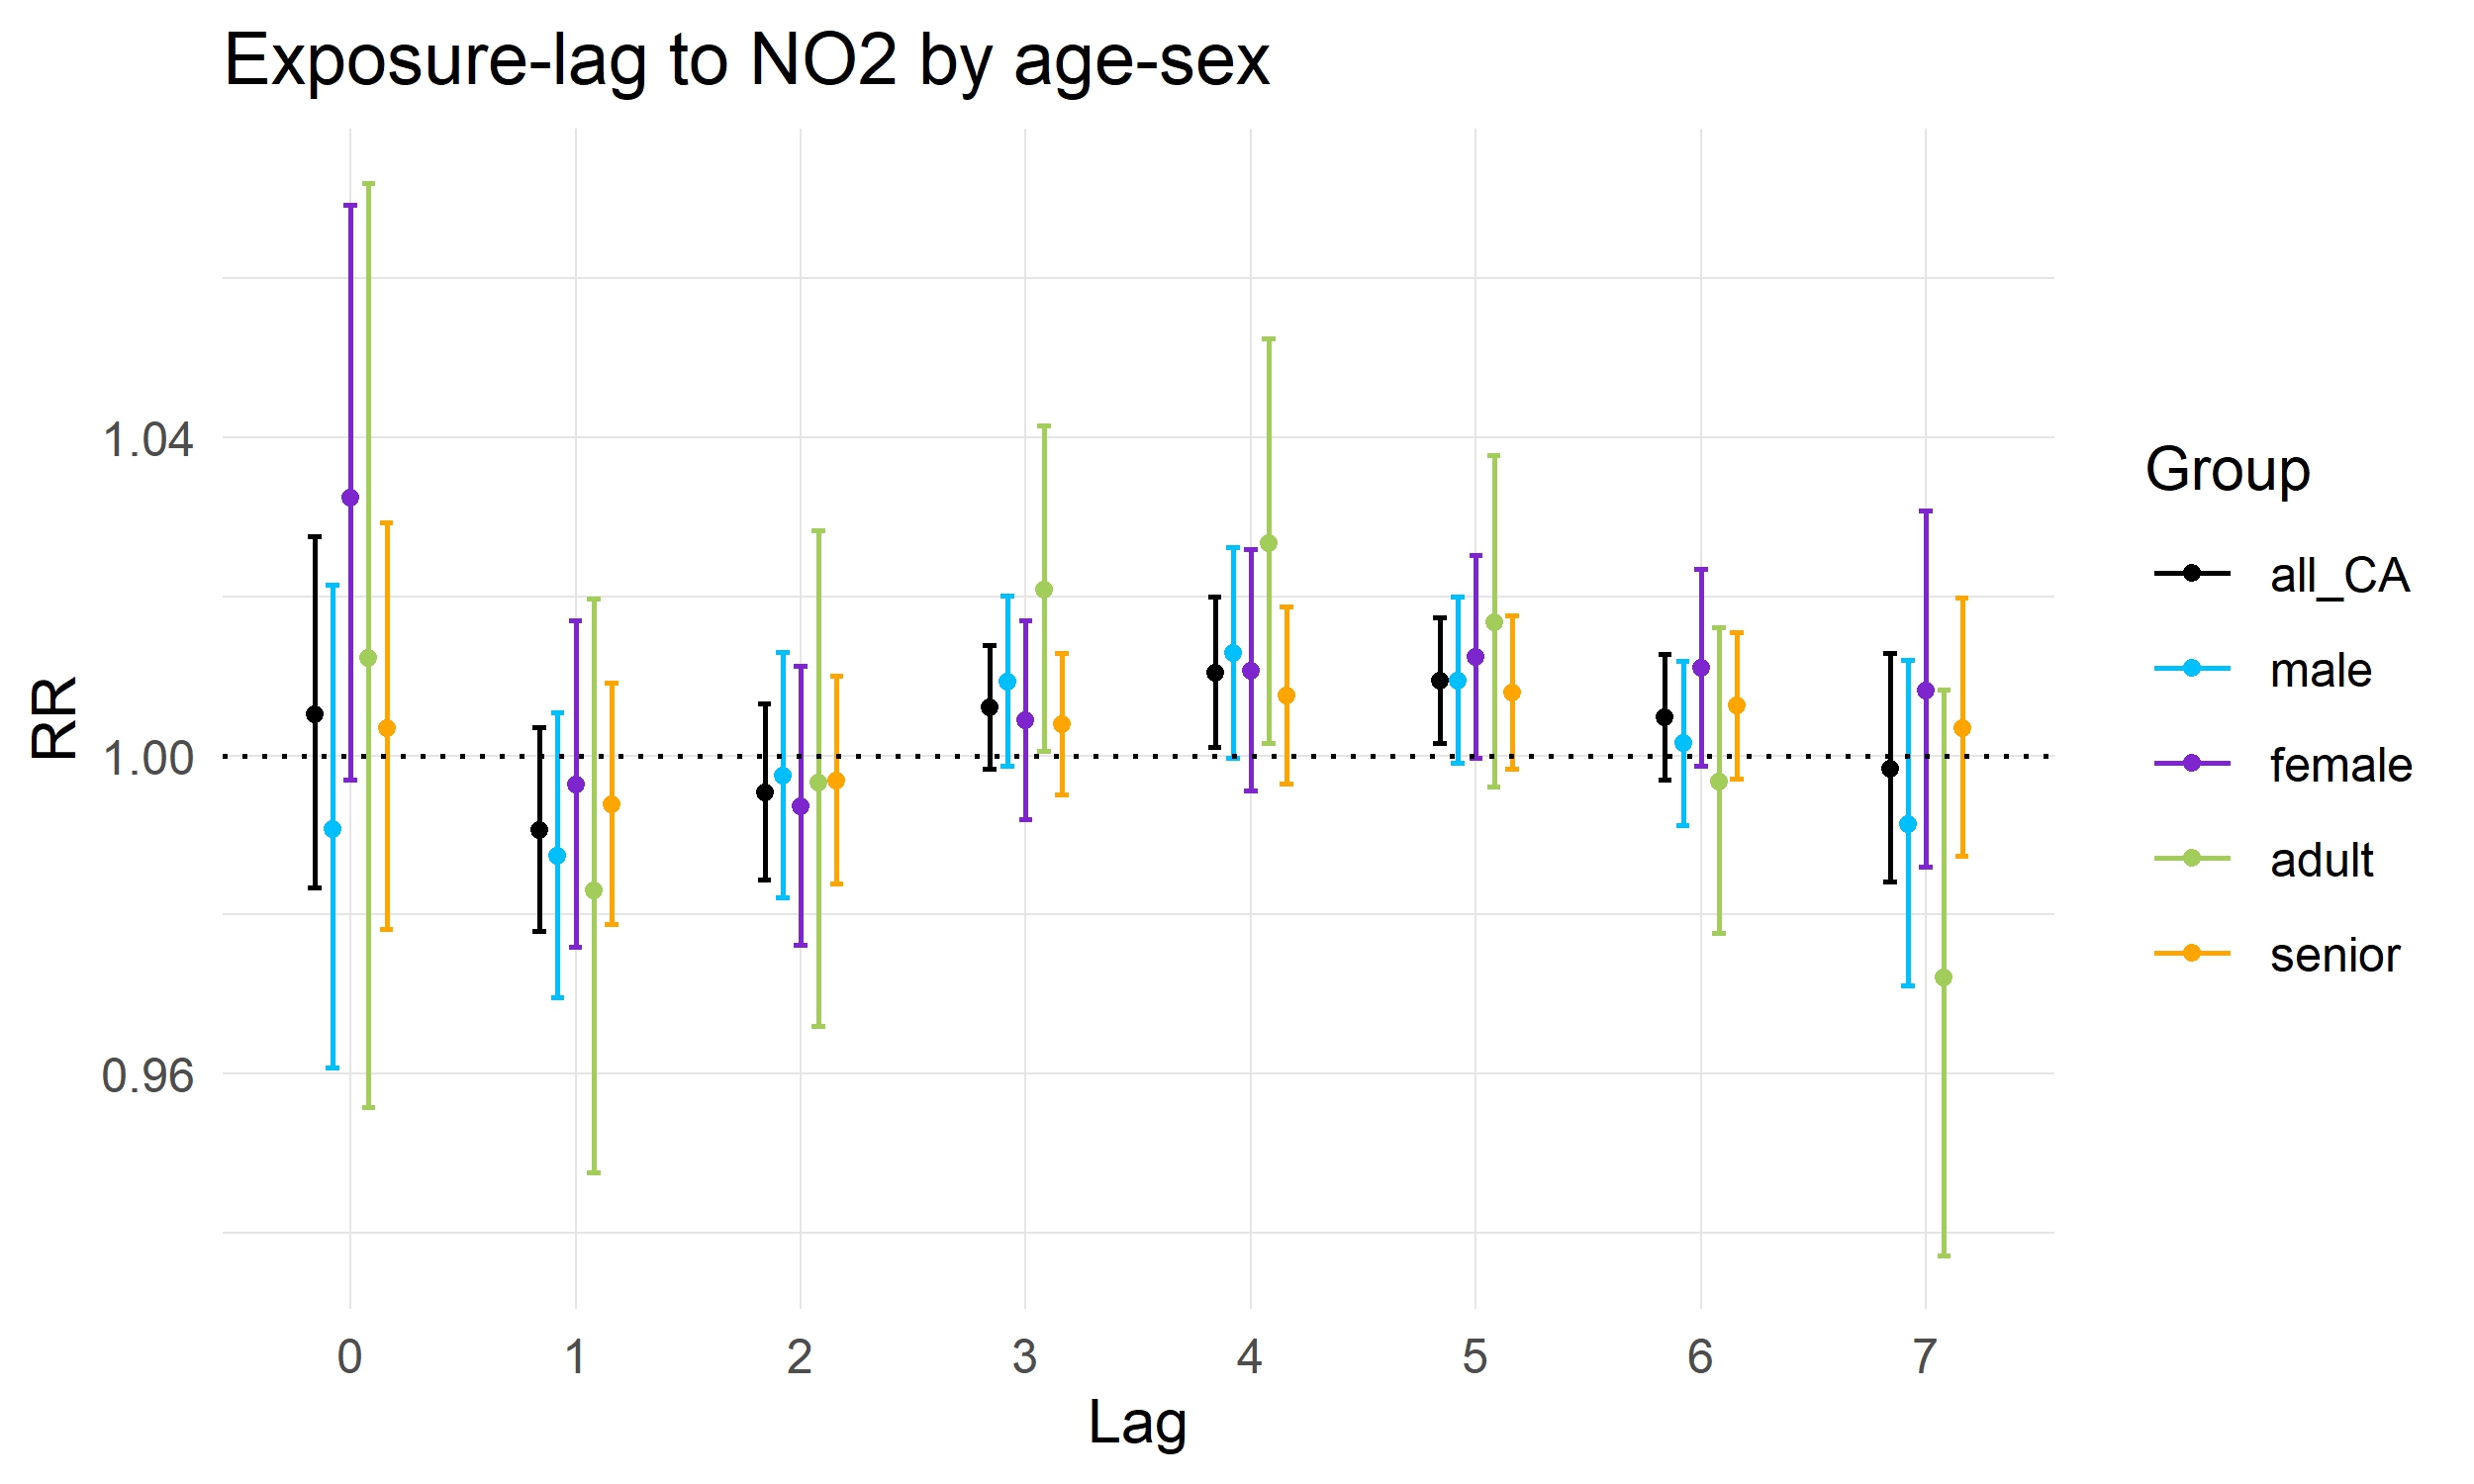 Exposure-lag to NO2 by age-sex
1.04
1.00
0.96
RR
0 1 2 3 4 5 6 7
Lag
Group
all_CA
male
female
adult
senior